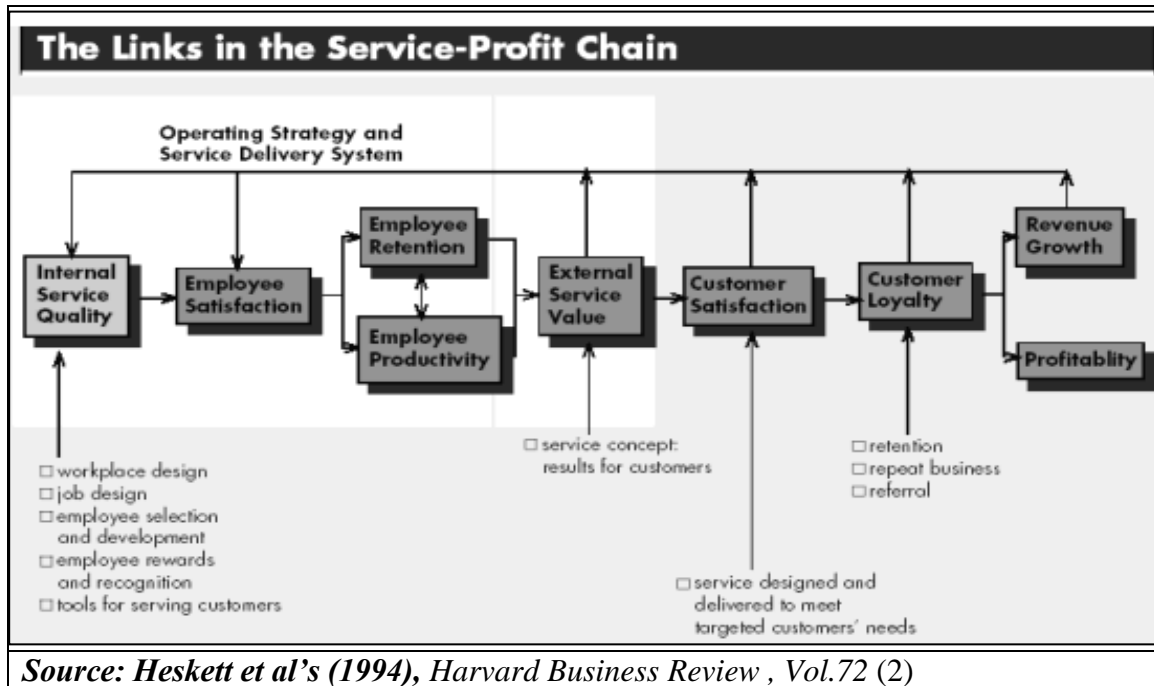 The Links in the Service-Profit Chain
Operating Strategy and
Service Delivery System
Internal
Service
Quality
Employee
Satisfaction
Employee
Retention
Employee
Productivity
External
Service
Value
Customer
Satisfaction
Customer
Loyalty
Revenue
Growth
Profitablity
□ workplace design
□ job design
□ employee selection
and development
□ employee rewards
and recognition
□ tools for serving customers
□ service concept:
results for customers
□ service designed and
delivered to meet
targeted customers' needs
□ retention
□ repeat business
□ referral
Source: Heskett et al's (1994), Harvard Business Review , Vol.72 (2)